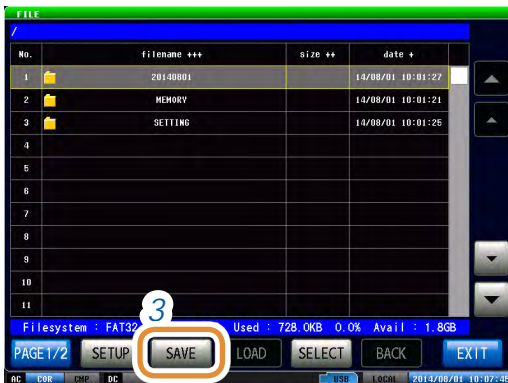 FILE
/
No. filename +++ size ++ date +
1 20140801 14/08/01 10:01:27
2 MEMORY 14/08/01 10:01:21
3 SETTING 14/08/01 10:01:25
4
5
6
7
8
9
10
11
3
Filesystem : FAT32 Used : 728.0KB 0.0% Avail : 1.8GB
PAGE1/2 SETUP SAVE LOAD SELECT BACK EXIT
AC COR CMP DC USB LOCAL 2014/08/01 10:07:48